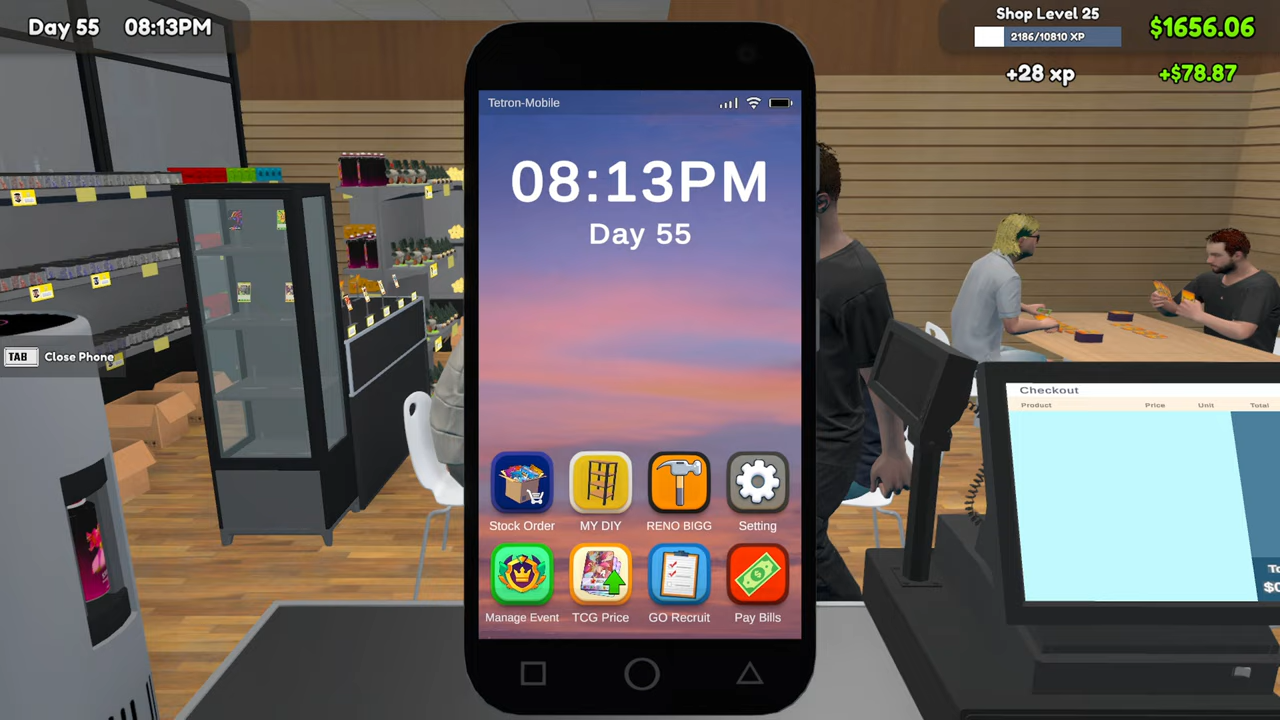 Day 55 08:13PM
Shop Level 25
2186/10810 XP
$1656.06
+28 xp
+$78.87
Tetron-Mobile
08:13PM
Day 55
TAB Close Phone
Stock Order
MY DIY
RENO BIGG
Setting
Manage Event
TCG Price
GO Recruit
Pay Bills
Checkout
Product Price Unit Total